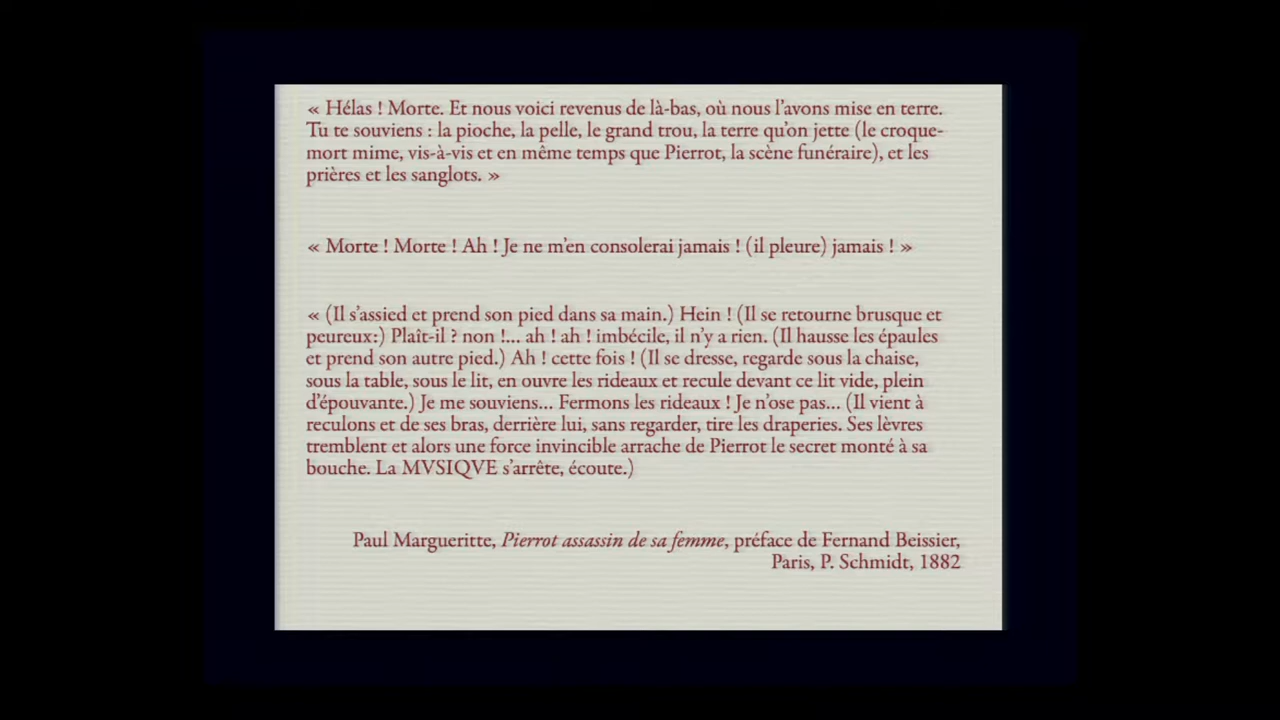 « Hélas ! Morte. Et nous voici revenus de là-bas, où nous l’avons mise en terre.
Tu te souviens : la pioche, la pelle, le grand trou, la terre qu’on jette (le croque-
mort mime, vis-à-vis et en même temps que Pierrot, la scène funéraire), et les
prières et les sanglots. »
« Morte ! Morte ! Ah ! Je ne m’en consolerai jamais ! (il pleure) jamais ! »
« (Il s’assied et prend son pied dans sa main.) Hein ! (Il se retourne brusque et
peureux:) Plaît-il ? non !... ah ! ah ! imbécile, il n’y a rien. (Il hausse les épaules
et prend son autre pied.) Ah ! cette fois ! (Il se dresse, regarde sous la chaise,
sous la table, sous le lit, en ouvre les rideaux et recule devant ce lit vide, plein
d’épouvante.) Je me souviens... Fermons les rideaux ! Je n’ose pas... (Il vient à
reculons et de ses bras, derrière lui, sans regarder, tire les draperies. Ses lèvres
tremblent et alors une force invincible arrache de Pierrot le secret monté à sa
bouche. La MVSIQVE s’arrête, écoute.)
Paul Margueritte, Pierrot assassin de sa femme, préface de Fernand Beissier,
Paris, P. Schmidt, 1882